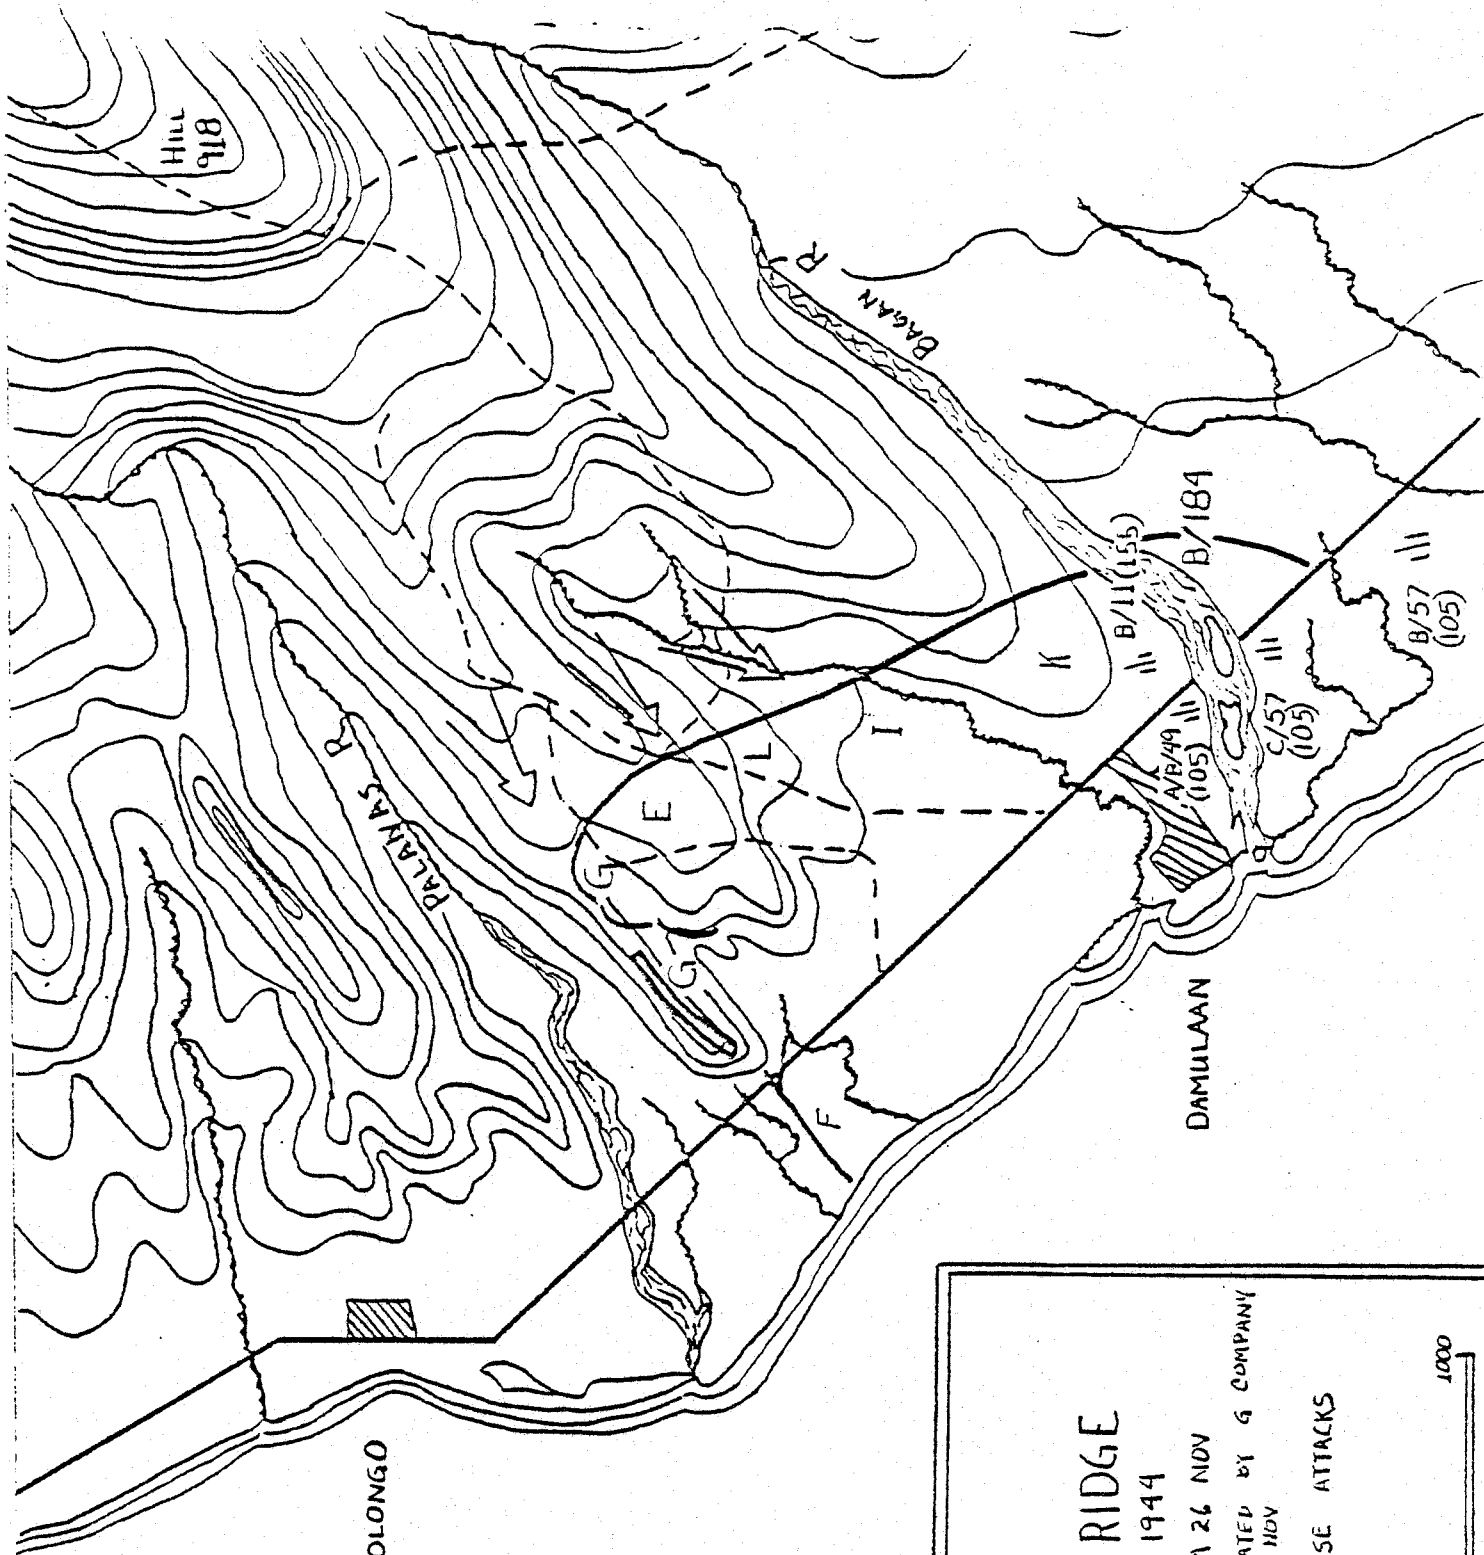 HILL
918
PALANAS R
BAGAN R
G
G
E
L
I
K
F
B/11(155)
B/184
A/B/49
(105)
C/57
(105)
B/57
(105)
DAMULAAN
OLONGO
RIDGE
1944
A 26 NOV
ATED BY G COMPANY
NOV
SE ATTACKS
1000